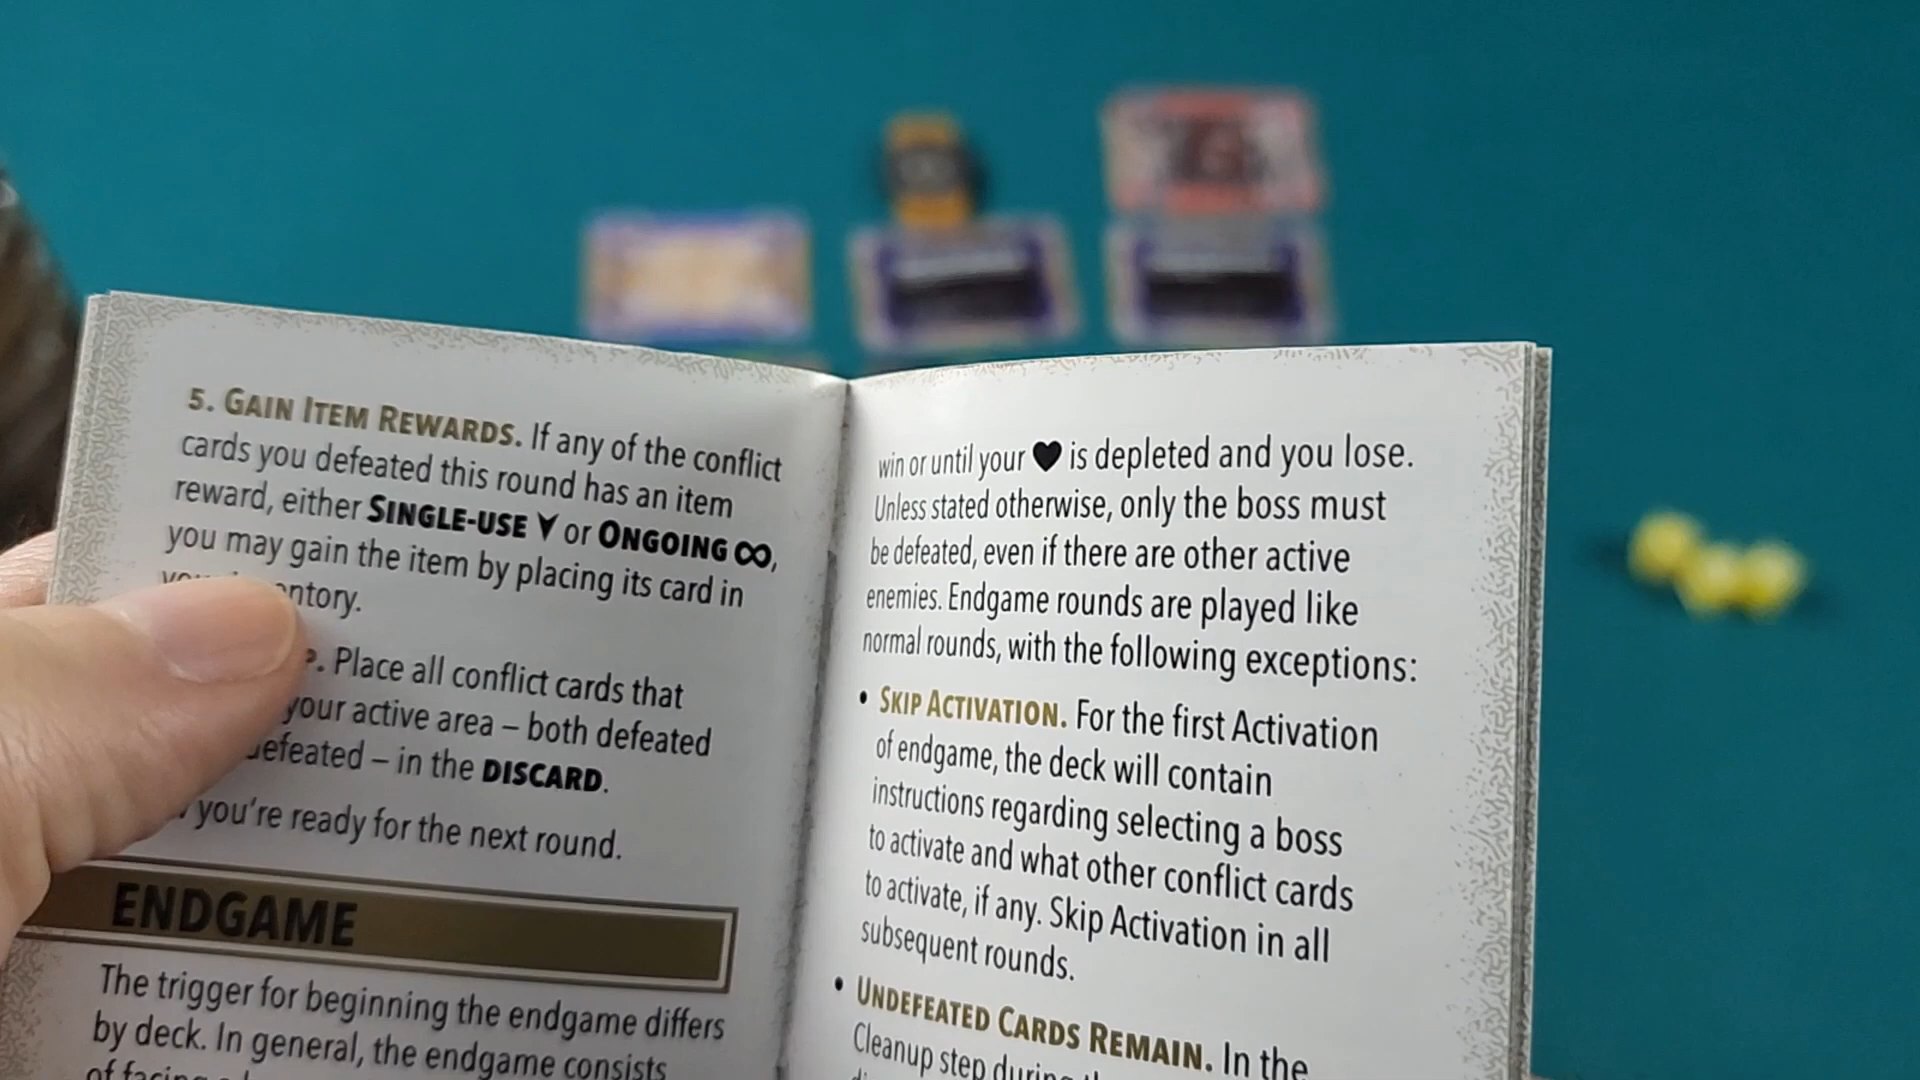 5. GAIN ITEM REWARDS. If any of the conflict
cards you defeated this round has an item
reward, either SINGLE-USE or ONGOING ∞,
you may gain the item by placing its card in
Place all conflict cards that
your active area – both defeated
– in the DISCARD.
you're ready for the next round.
ENDGAME
The trigger for beginning the endgame differs
by deck. In general, the endgame consists
win or until your ♥ is depleted and you lose.
Unless stated otherwise, only the boss must
be defeated, even if there are other active
enemies. Endgame rounds are played like
normal rounds, with the following exceptions:
• SKIP ACTIVATION. For the first Activation
of endgame, the deck will contain
instructions regarding selecting a boss
to activate and what other conflict cards
to activate, if any. Skip Activation in all
subsequent rounds.
• UNDEFEATED CARDS REMAIN. In the
Cleanup step during